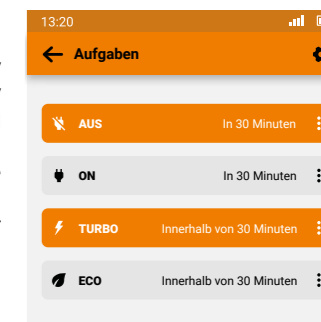 13:20
Aufgaben
AUS In 30 Minuten
ON In 30 Minuten
TURBO Innerhalb von 30 Minuten
ECO Innerhalb von 30 Minuten